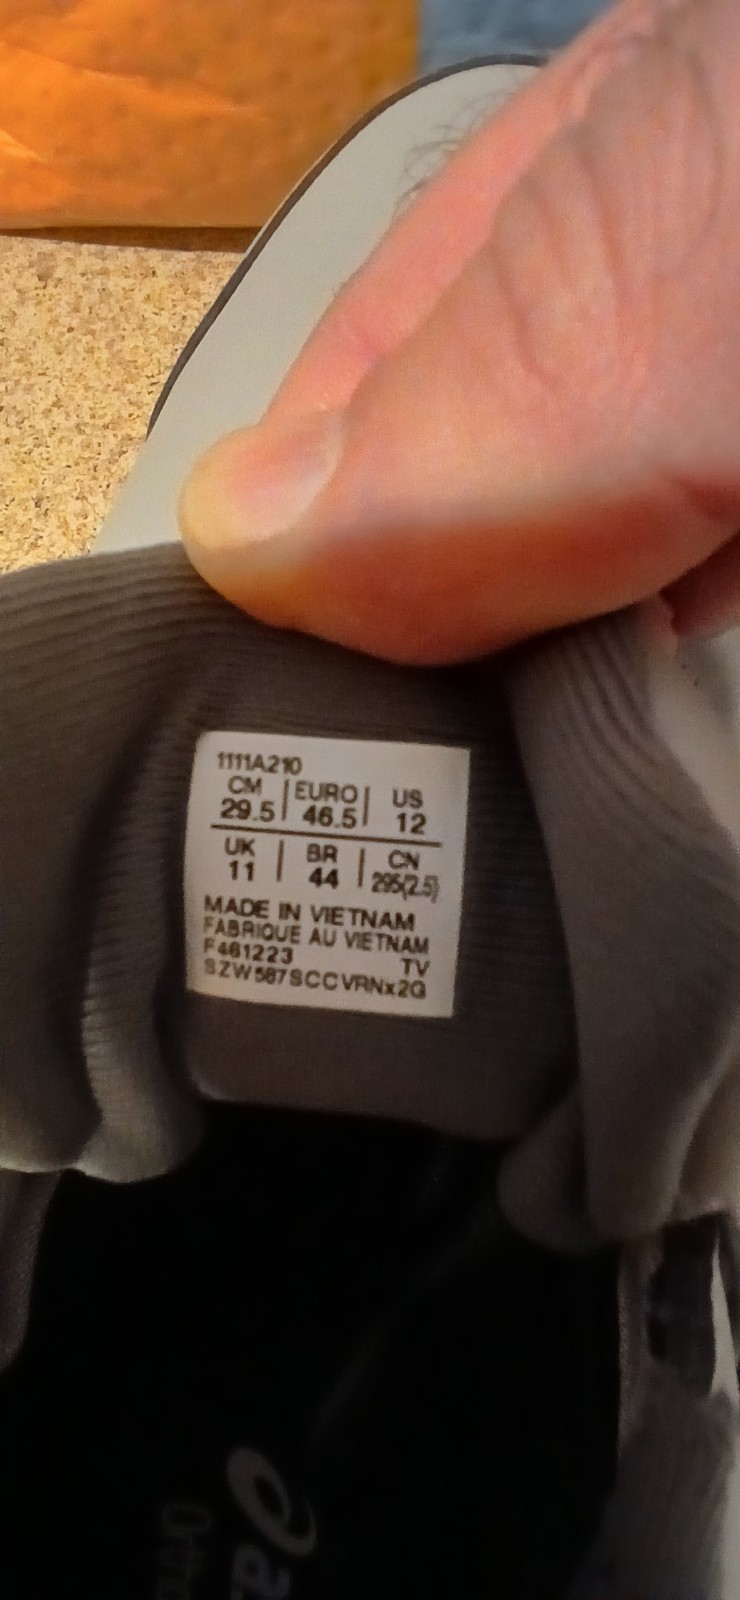 1111A210
CM | EURO | US
29.5 | 46.5 | 12
UK | BR | CN
11 | 44 | 295(2.5)
MADE IN VIETNAM
FABRIQUE AU VIETNAM
F461223 TV
SZW587SCCVRNx2G